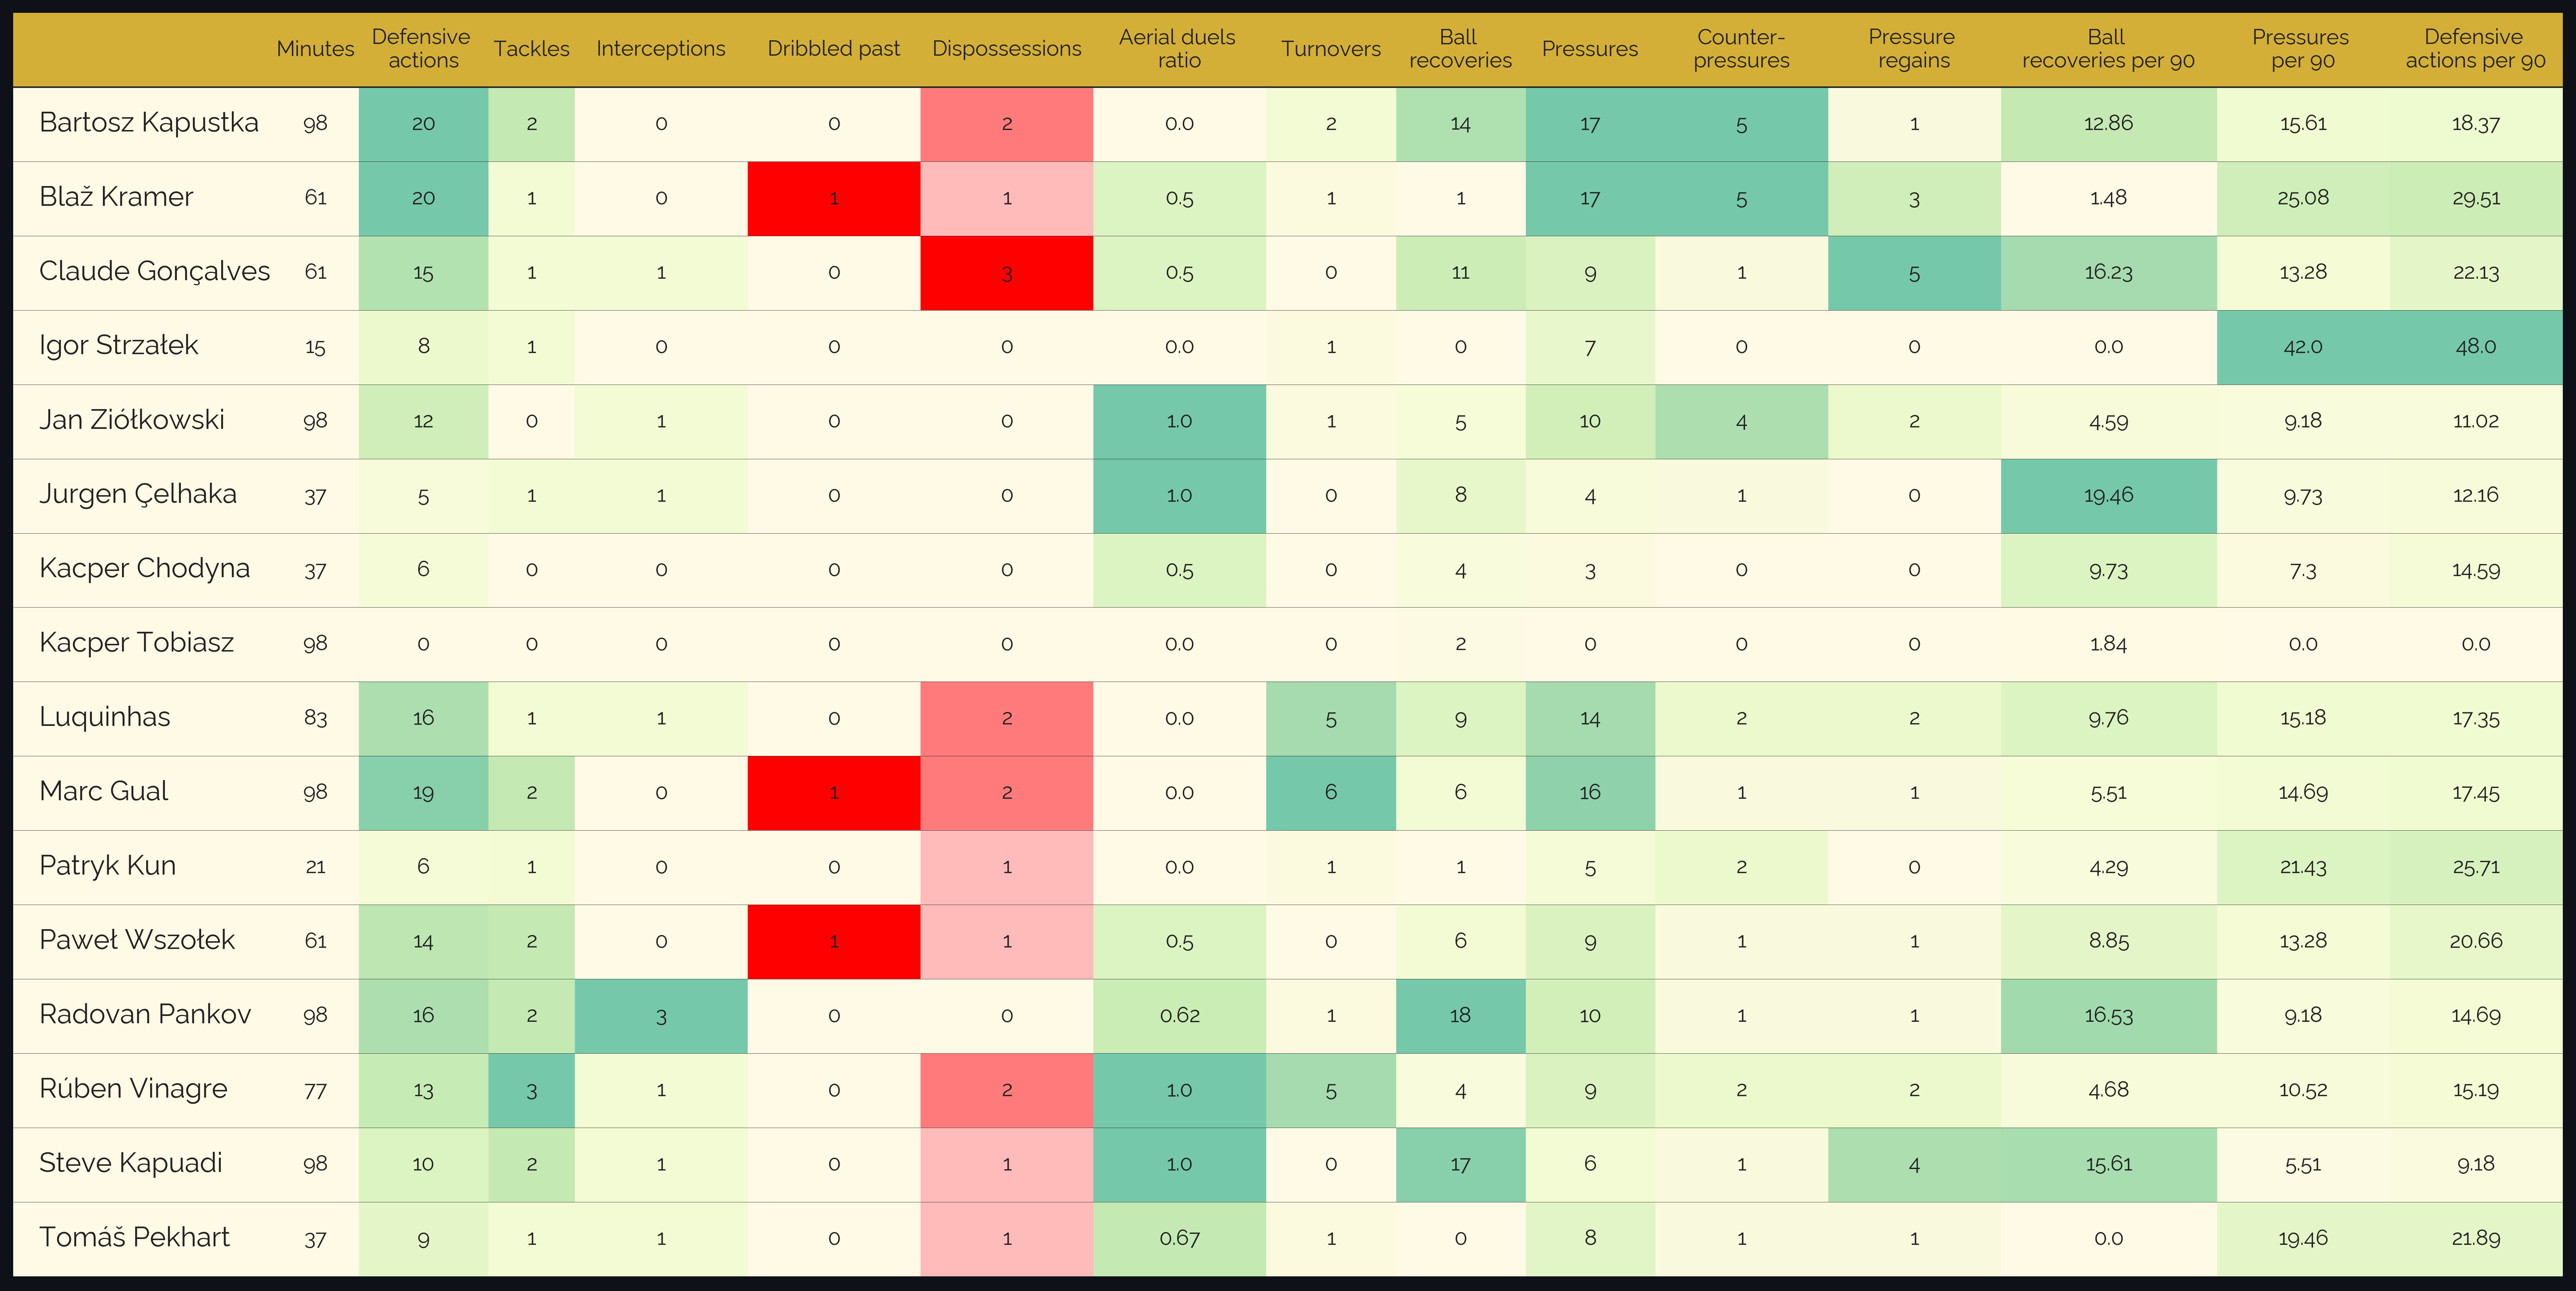 Minutes Defensive actions Tackles Interceptions Dribbled past Dispossessions Aerial duels ratio Turnovers Ball recoveries Pressures Counter-pressures Pressure regains Ball recoveries per 90 Pressures per 90 Defensive actions per 90
Bartosz Kapustka 98 20 2 0 0 2 0.0 2 14 17 5 1 12.86 15.61 18.37
Blaž Kramer 61 20 1 0 1 1 0.5 1 1 17 5 3 1.48 25.08 29.51
Claude Gonçalves 61 15 1 1 0 3 0.5 0 11 9 1 5 16.23 13.28 22.13
Igor Strzałek 15 8 1 0 0 0 0.0 1 0 7 0 0 0.0 42.0 48.0
Jan Ziółkowski 98 12 0 1 0 0 1.0 1 5 10 4 2 4.59 9.18 11.02
Jurgen Çelhaka 37 5 1 1 0 0 1.0 0 8 4 1 0 19.46 9.73 12.16
Kacper Chodyna 37 6 0 0 0 0 0.5 0 4 3 0 0 9.73 7.3 14.59
Kacper Tobiasz 98 0 0 0 0 0 0.0 0 2 0 0 0 1.84 0.0 0.0
Luquinhas 83 16 1 1 0 2 0.0 5 9 14 2 2 9.76 15.18 17.35
Marc Gual 98 19 2 0 1 2 0.0 6 6 16 1 1 5.51 14.69 17.45
Patryk Kun 21 6 1 0 0 1 0.0 1 1 5 2 0 4.29 21.43 25.71
Paweł Wszołek 61 14 2 0 1 1 0.5 0 6 9 1 1 8.85 13.28 20.66
Radovan Pankov 98 16 2 3 0 0 0.62 1 18 10 1 1 16.53 9.18 14.69
Rúben Vinagre 77 13 3 1 0 2 1.0 5 4 9 2 2 4.68 10.52 15.19
Steve Kapuadi 98 10 2 1 0 1 1.0 0 17 6 1 4 15.61 5.51 9.18
Tomáš Pekhart 37 9 1 1 0 1 0.67 1 0 8 1 1 0.0 19.46 21.89